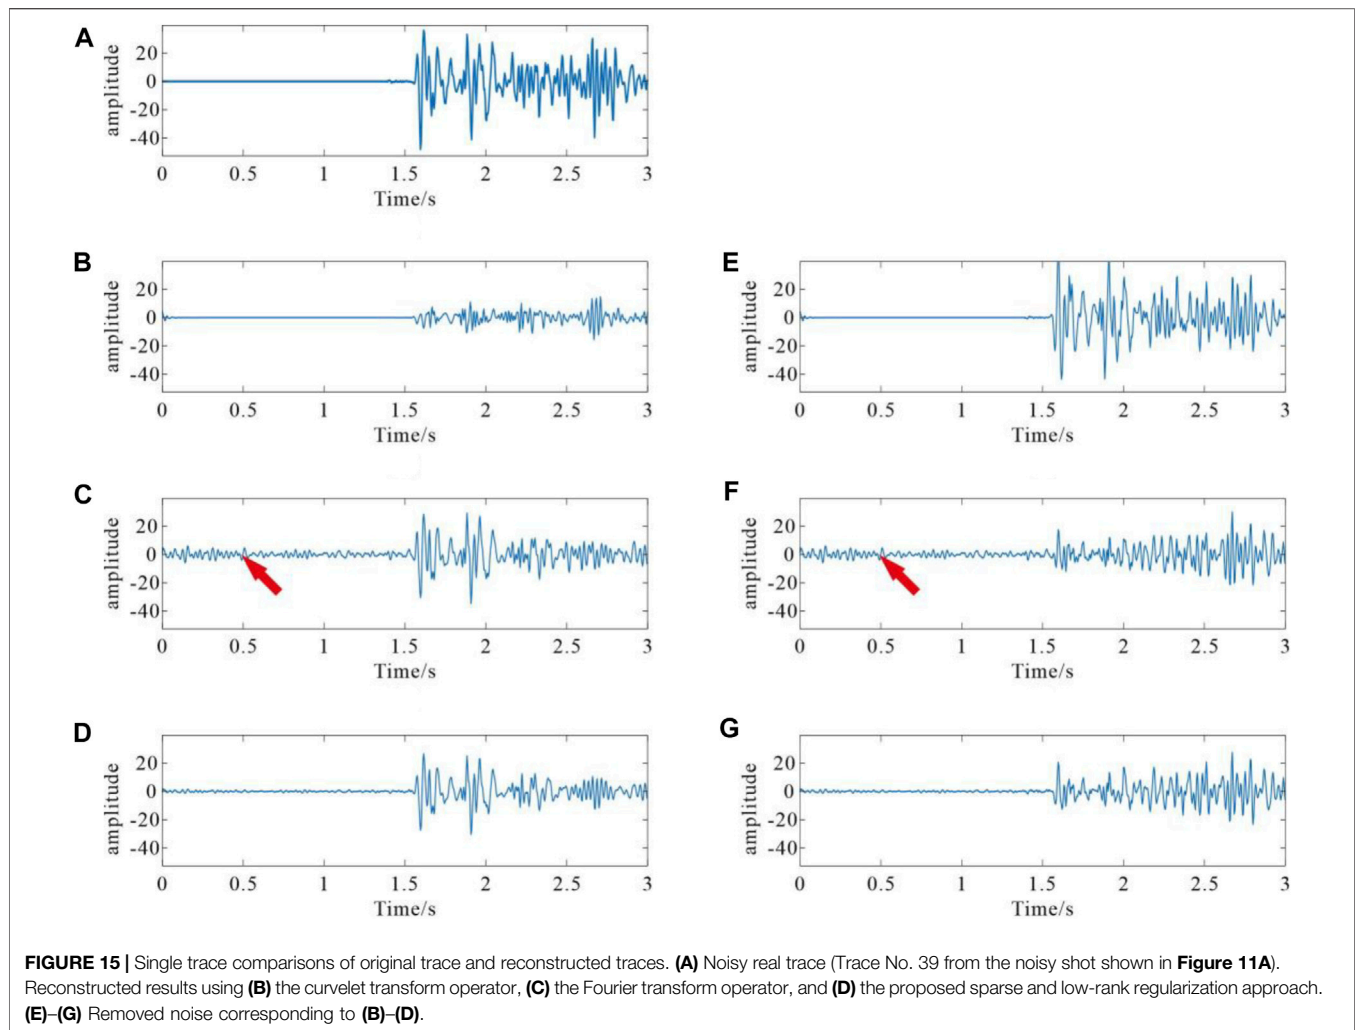 A
amplitude
20
0
-20
-40
0 0.5 1 1.5 2 2.5 3
Time/s
B
amplitude
20
0
-20
-40
0 0.5 1 1.5 2 2.5 3
Time/s
E
amplitude
20
0
-20
-40
0 0.5 1 1.5 2 2.5 3
Time/s
C
amplitude
20
0
-20
-40
0 0.5 1 1.5 2 2.5 3
Time/s
F
amplitude
20
0
-20
-40
0 0.5 1 1.5 2 2.5 3
Time/s
D
amplitude
20
0
-20
-40
0 0.5 1 1.5 2 2.5 3
Time/s
G
amplitude
20
0
-20
-40
0 0.5 1 1.5 2 2.5 3
Time/s
FIGURE 15 | Single trace comparisons of original trace and reconstructed traces. (A) Noisy real trace (Trace No. 39 from the noisy shot shown in Figure 11A).
Reconstructed results using (B) the curvelet transform operator, (C) the Fourier transform operator, and (D) the proposed sparse and low-rank regularization approach.
(E)–(G) Removed noise corresponding to (B)–(D).